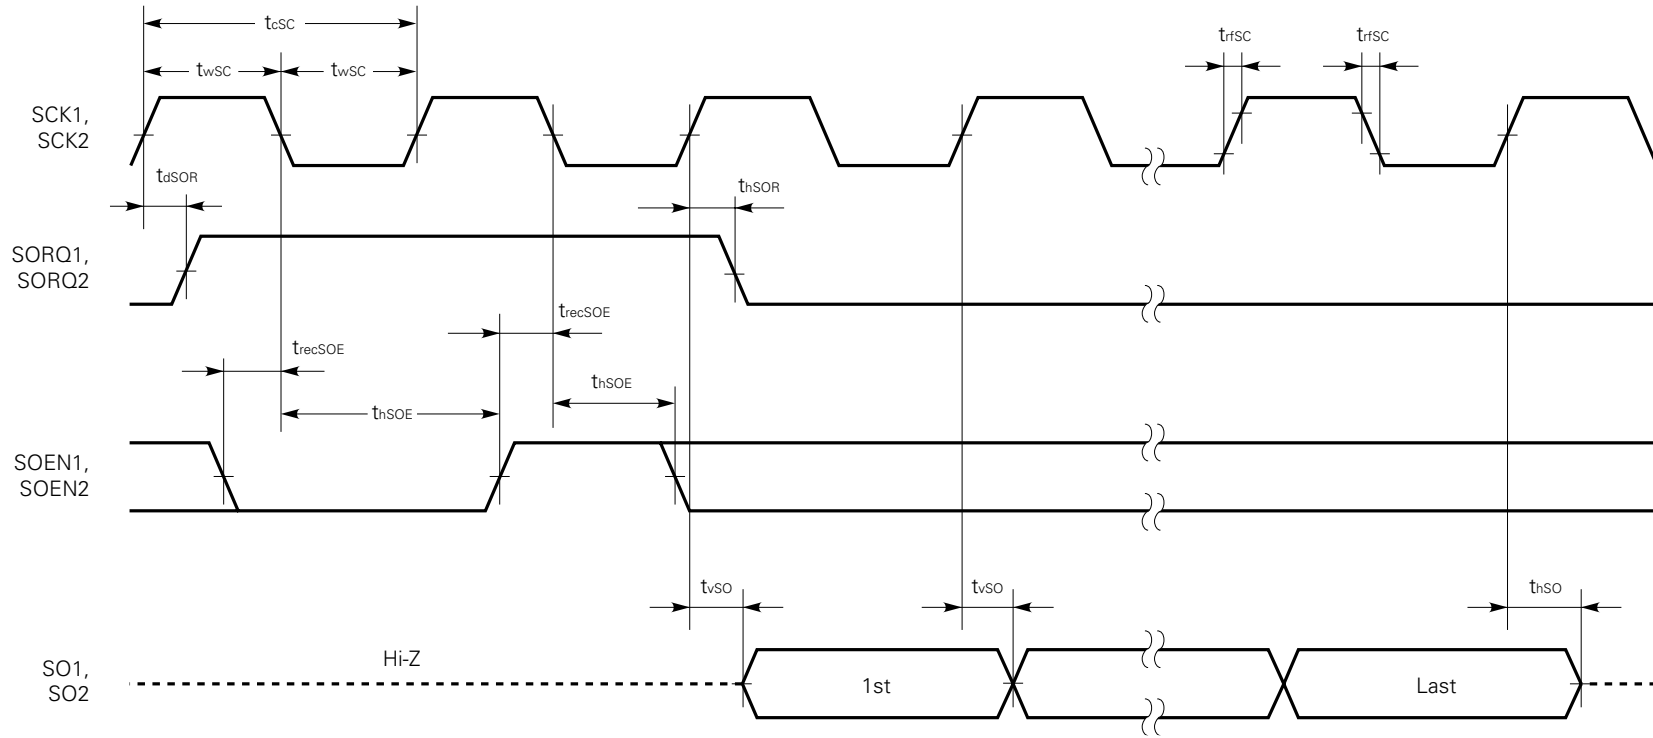 tcSC
twSC
twSC
trfSC
trfSC
SCK1,
SCK2
tdSOR
thSOR
SORQ1,
SORQ2
trecSOE
trecSOE
thSOE
thSOE
SOEN1,
SOEN2
tvSO
tvSO
thSO
Hi-Z
SO1,
SO2
1st
Last